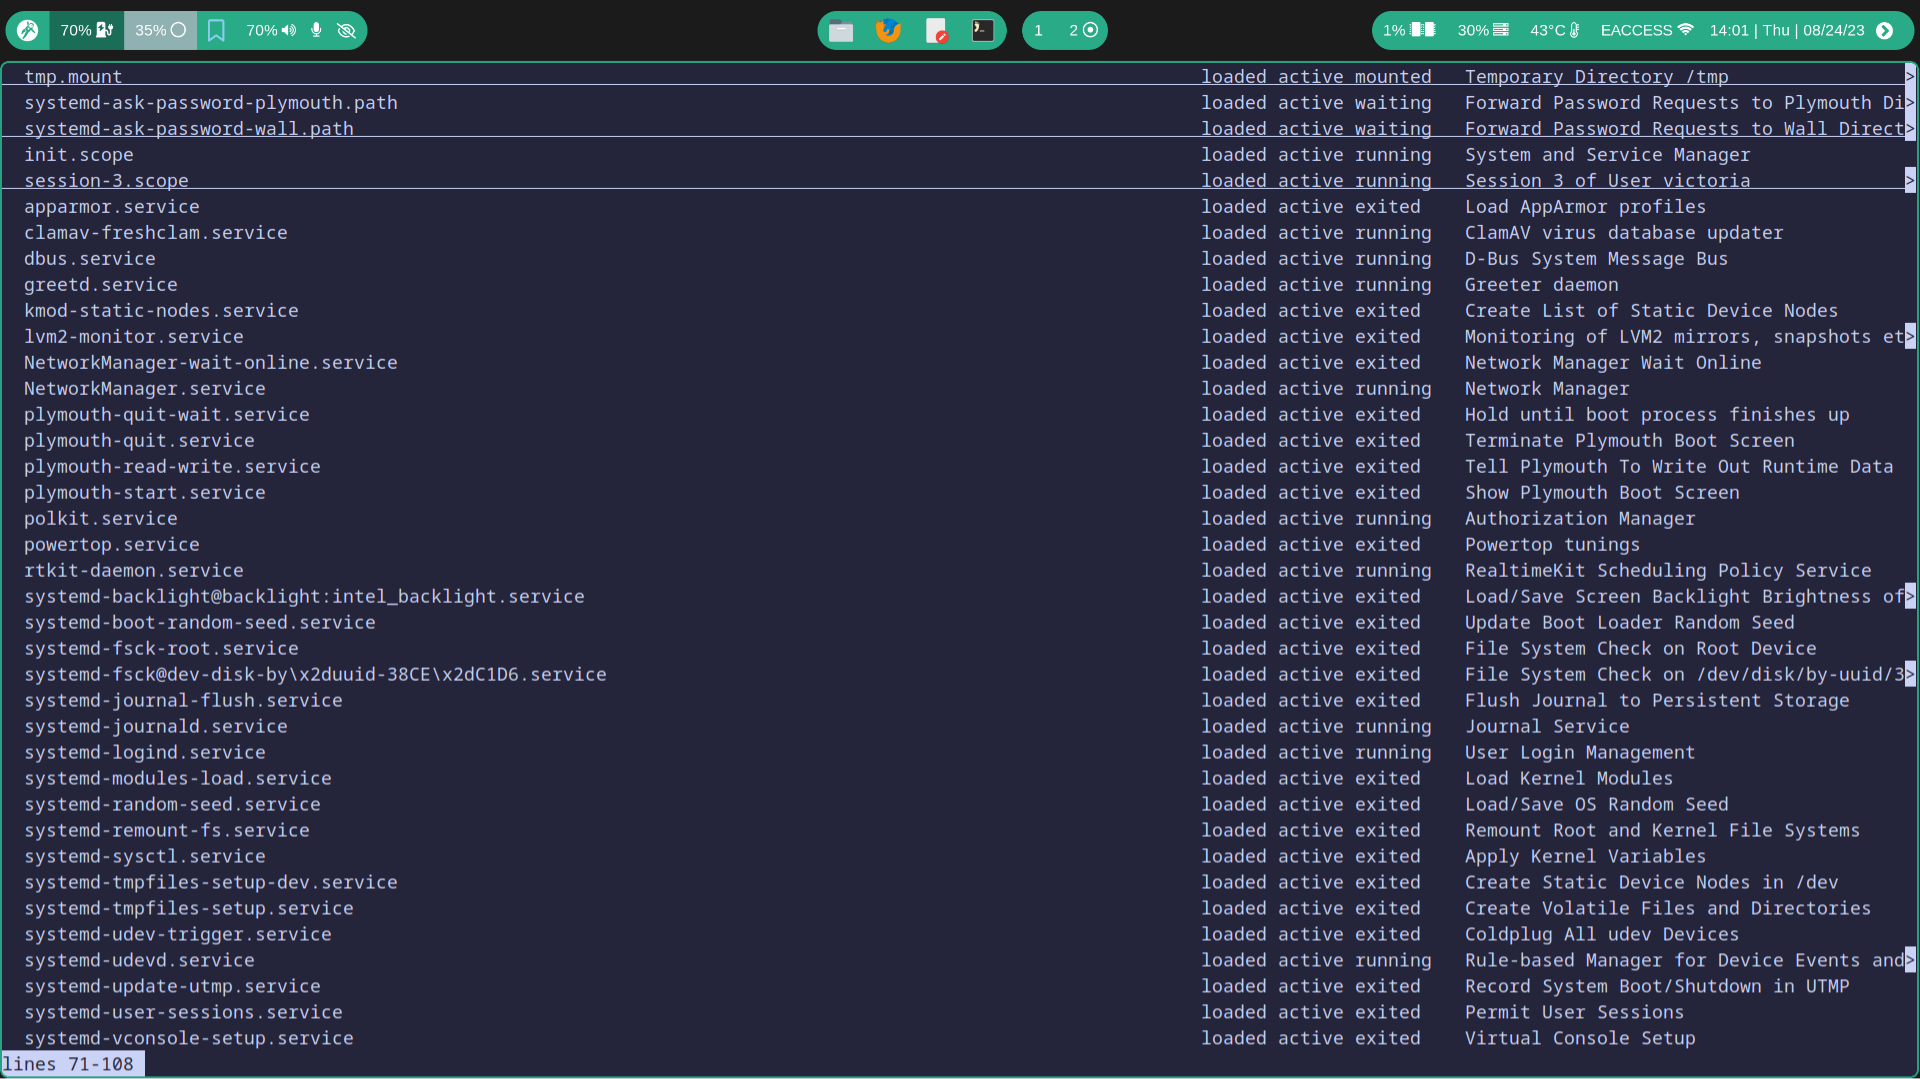 70% 35% 70% 1 2 1% 30% 43°C EACCESS 14:01 | Thu | 08/24/23
tmp.mount loaded active mounted Temporary Directory /tmp >
systemd-ask-password-plymouth.path loaded active waiting Forward Password Requests to Plymouth Di>
systemd-ask-password-wall.path loaded active waiting Forward Password Requests to Wall Direct>
init.scope loaded active running System and Service Manager
session-3.scope loaded active running Session 3 of User victoria >
apparmor.service loaded active exited Load AppArmor profiles
clamav-freshclam.service loaded active running ClamAV virus database updater
dbus.service loaded active running D-Bus System Message Bus
greetd.service loaded active running Greeter daemon
kmod-static-nodes.service loaded active exited Create List of Static Device Nodes
lvm2-monitor.service loaded active exited Monitoring of LVM2 mirrors, snapshots et>
NetworkManager-wait-online.service loaded active exited Network Manager Wait Online
NetworkManager.service loaded active running Network Manager
plymouth-quit-wait.service loaded active exited Hold until boot process finishes up
plymouth-quit.service loaded active exited Terminate Plymouth Boot Screen
plymouth-read-write.service loaded active exited Tell Plymouth To Write Out Runtime Data
plymouth-start.service loaded active exited Show Plymouth Boot Screen
polkit.service loaded active running Authorization Manager
powertop.service loaded active exited Powertop tunings
rtkit-daemon.service loaded active running RealtimeKit Scheduling Policy Service
systemd-backlight@backlight:intel_backlight.service loaded active exited Load/Save Screen Backlight Brightness of>
systemd-boot-random-seed.service loaded active exited Update Boot Loader Random Seed
systemd-fsck-root.service loaded active exited File System Check on Root Device
systemd-fsck@dev-disk-by\x2duuid-38CE\x2dC1D6.service loaded active exited File System Check on /dev/disk/by-uuid/3>
systemd-journal-flush.service loaded active exited Flush Journal to Persistent Storage
systemd-journald.service loaded active running Journal Service
systemd-logind.service loaded active running User Login Management
systemd-modules-load.service loaded active exited Load Kernel Modules
systemd-random-seed.service loaded active exited Load/Save OS Random Seed
systemd-remount-fs.service loaded active exited Remount Root and Kernel File Systems
systemd-sysctl.service loaded active exited Apply Kernel Variables
systemd-tmpfiles-setup-dev.service loaded active exited Create Static Device Nodes in /dev
systemd-tmpfiles-setup.service loaded active exited Create Volatile Files and Directories
systemd-udev-trigger.service loaded active exited Coldplug All udev Devices
systemd-udevd.service loaded active running Rule-based Manager for Device Events and>
systemd-update-utmp.service loaded active exited Record System Boot/Shutdown in UTMP
systemd-user-sessions.service loaded active exited Permit User Sessions
systemd-vconsole-setup.service loaded active exited Virtual Console Setup
lines 71-108